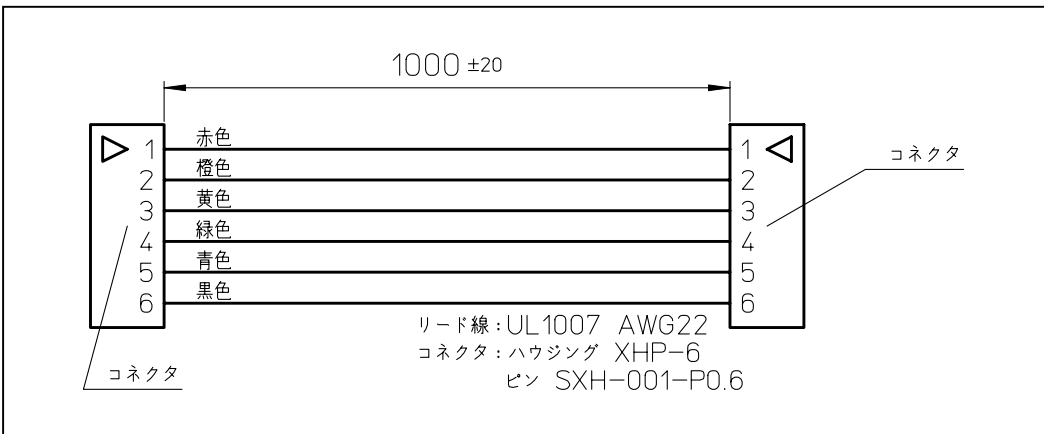 1000 ±20
赤色
1 1
橙色
2 2
黄色
3 3
緑色
4 4
青色
5 5
黒色
6 6
コネクタ
リード線:UL1007 AWG22
コネクタ:ハウジング XHP-6
ピン SXH-001-P0.6
コネクタ